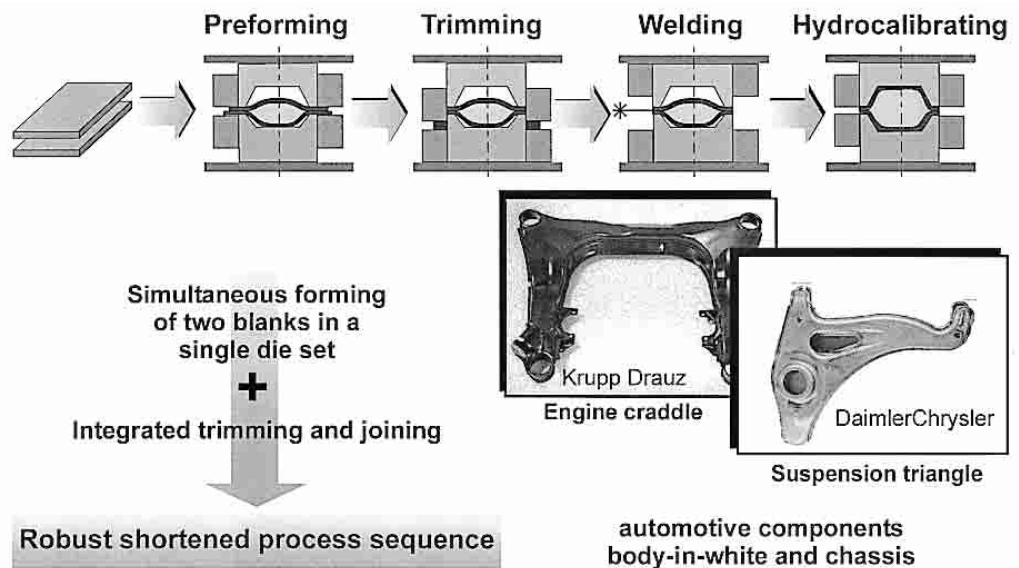 Preforming Trimming Welding Hydrocalibrating
Simultaneous forming
of two blanks in a
single die set
+
Integrated trimming and joining
Robust shortened process sequence
Krupp Drauz
Engine craddle
DaimlerChrysler
Suspension triangle
automotive components
body-in-white and chassis